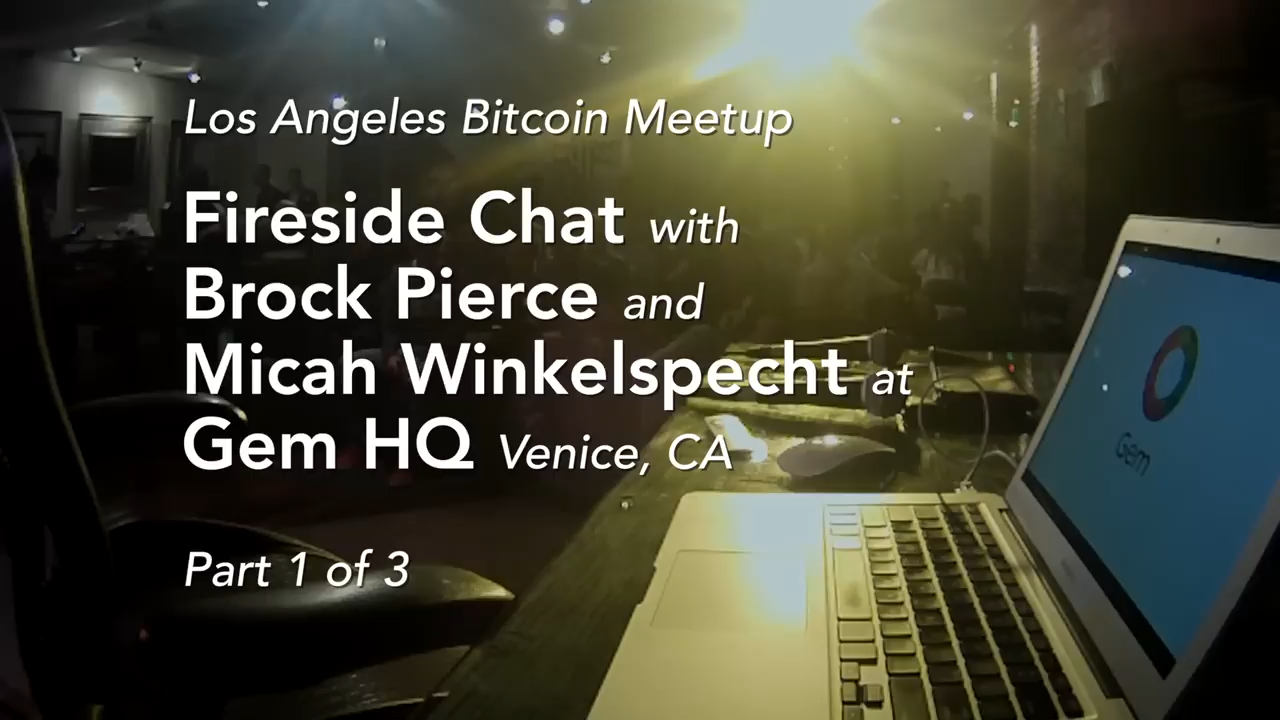 Los Angeles Bitcoin Meetup
Fireside Chat with
Brock Pierce and
Micah Winkelspecht at
Gem HQ Venice, CA
Part 1 of 3
Gem